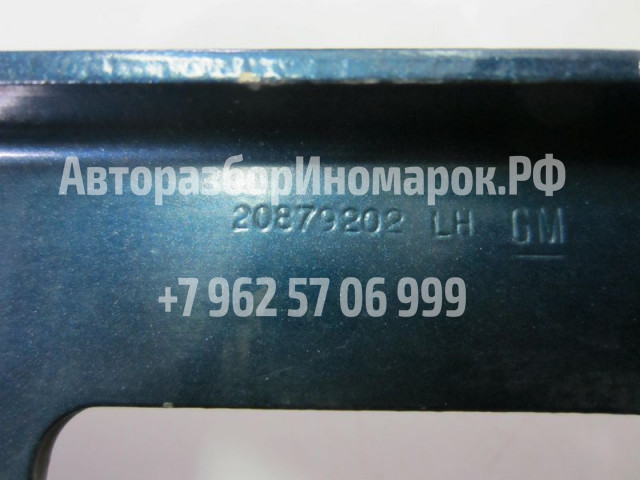 АвторазборИномарок.РФ
20879202 LH GM
+7 962 57 06 999